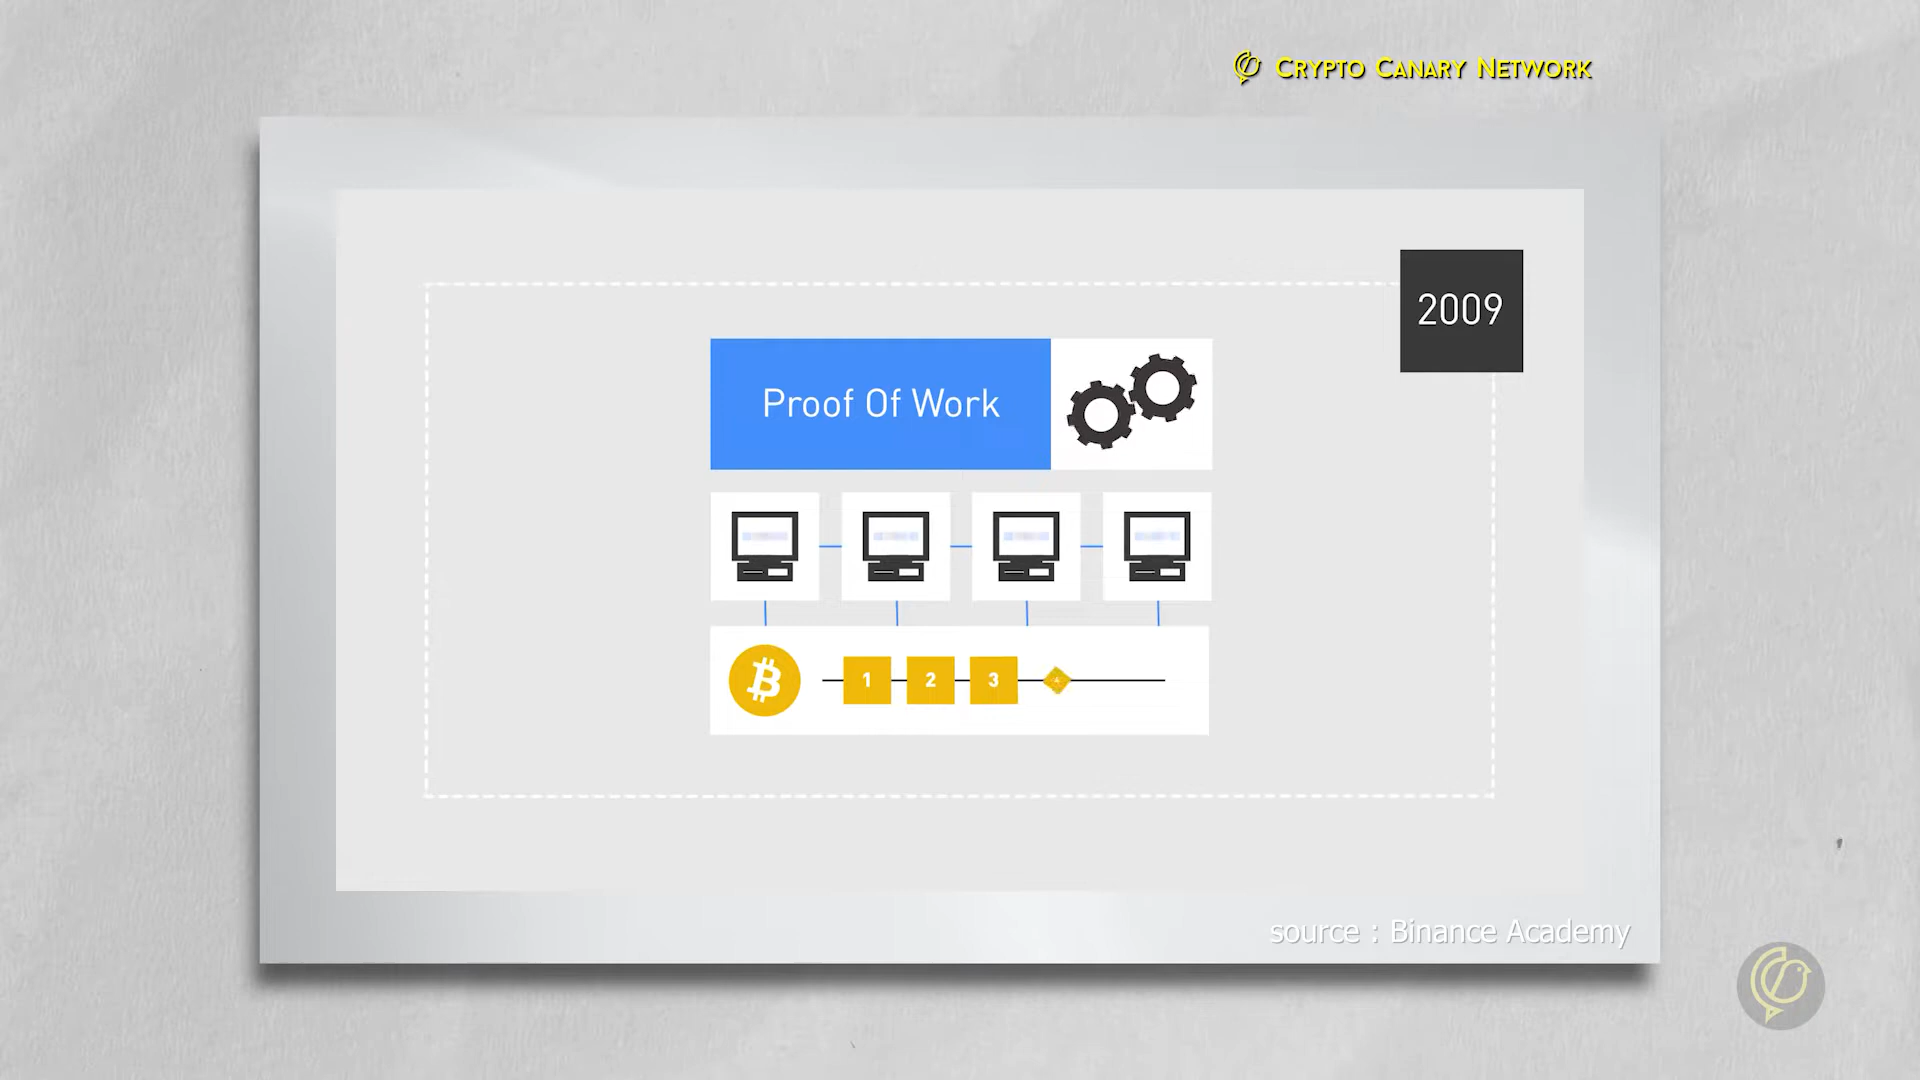 Crypto Canary Network
2009
Proof Of Work
1 2 3
source : Binance Academy